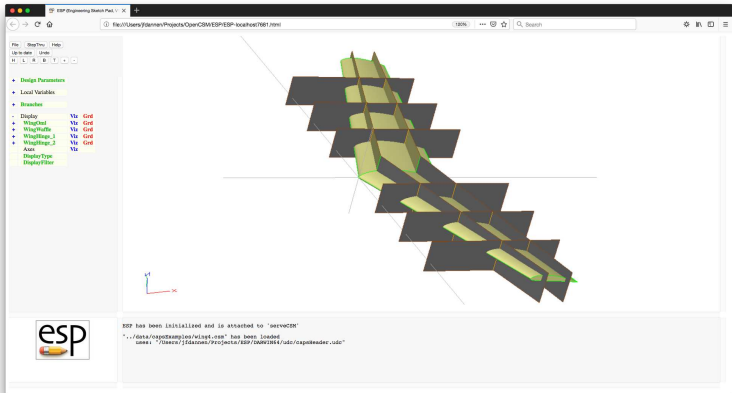 ESP (Engineering Sketch Pad, V
file:///Users/jfdannen/Projects/OpenCSM/ESP/ESP-localhost7681.html
100%
Search
File StepThru Help
Up to date Undo
H L R B T + -
+ Design Parameters
+ Local Variables
+ Branches
- Display Viz Grd
+ WingOml Viz Grd
+ WingWaffle Viz Grd
+ WingHinge_1 Viz Grd
+ WingHinge_2 Viz Grd
Axes Viz
DisplayType
DisplayFilter
Y
X
esp
ESP has been initialized and is attached to 'serveCSM'
"../data/capsExamples/wing4.csm" has been loaded
uses: "/Users/jfdannen/Projects/ESP/DARWIN64/udc/capsHeader.udc"